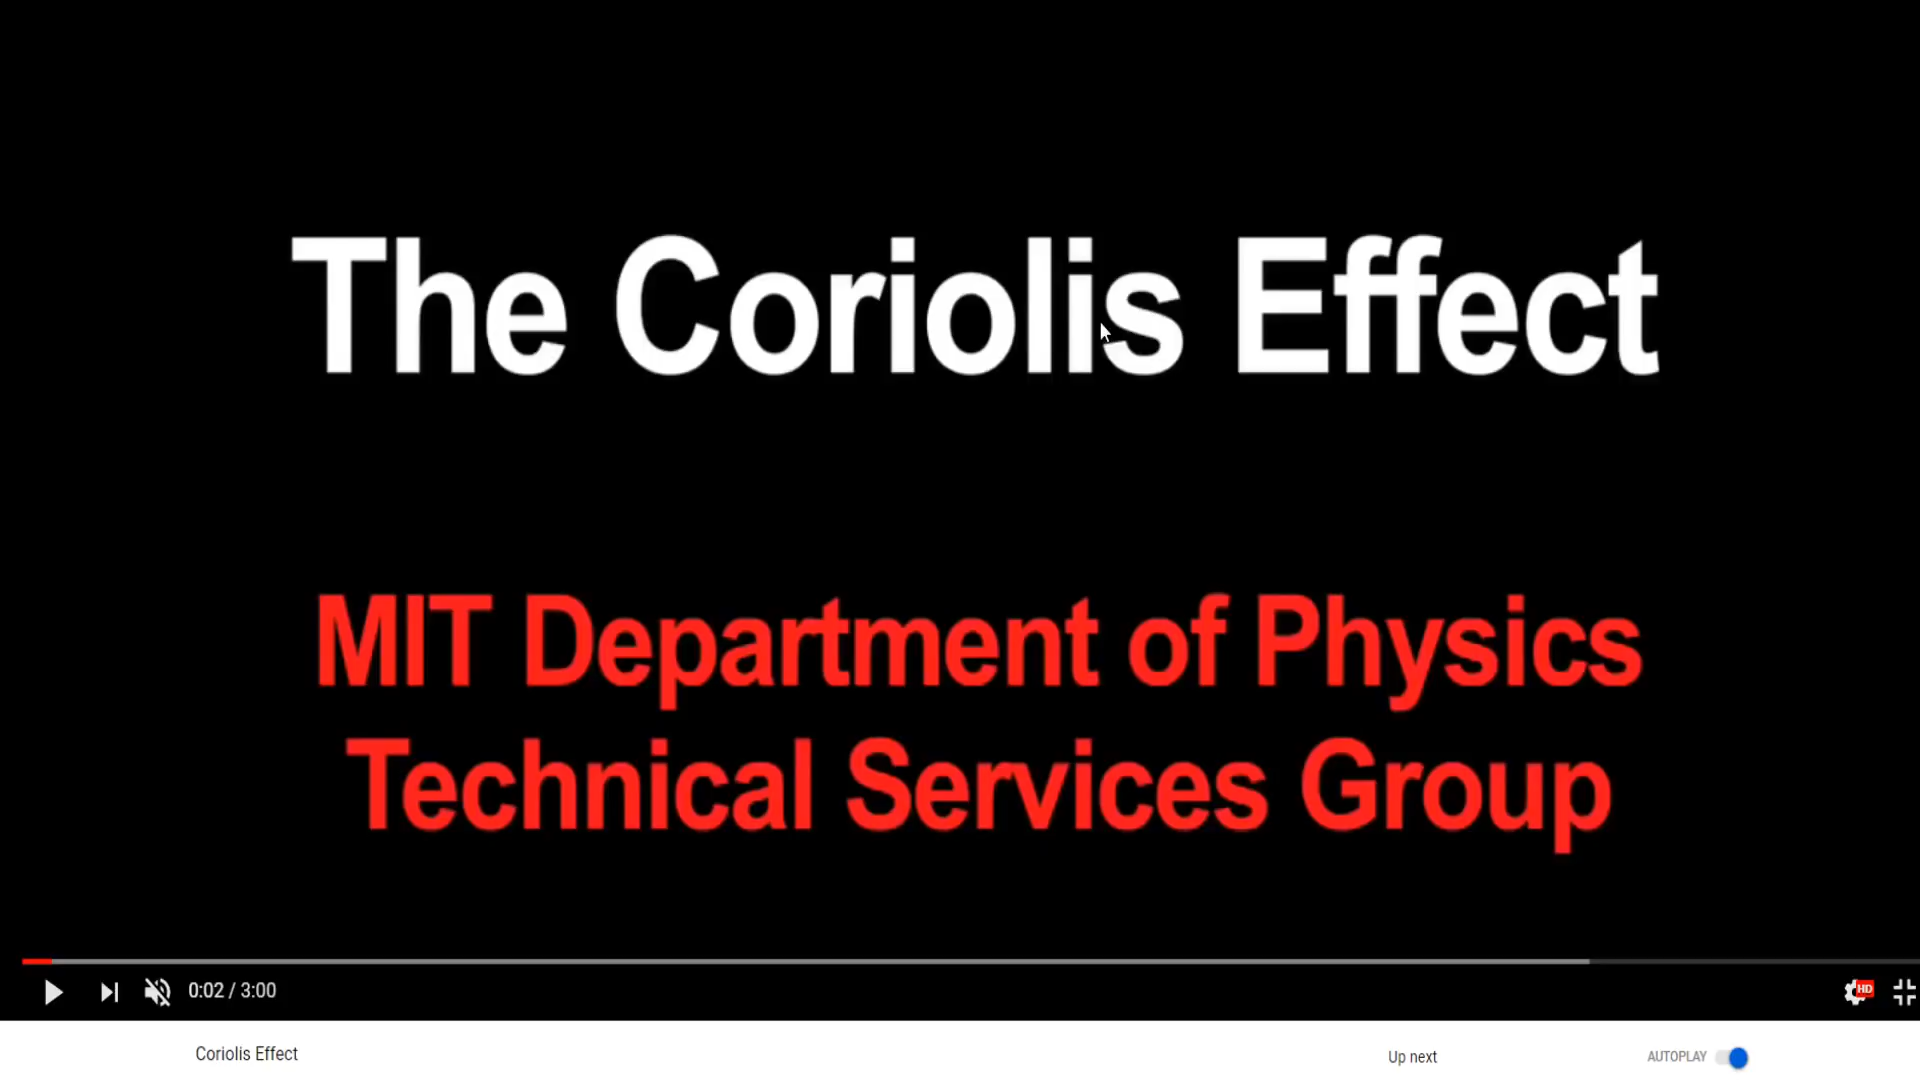 The Coriolis Effect
MIT Department of Physics
Technical Services Group
0:02 / 3:00
HD
Coriolis Effect
Up next
AUTOPLAY